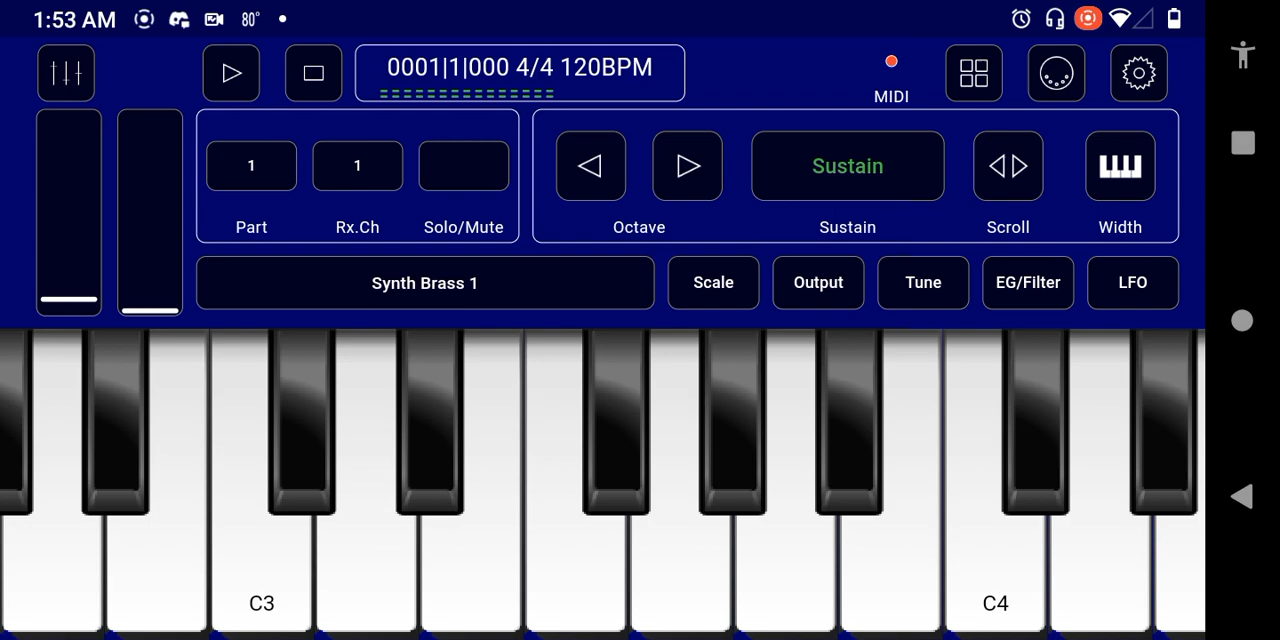 1:53 AM 80°
0001|1|000 4/4 120BPM
MIDI
1 1 Sustain
Part Rx.Ch Solo/Mute Octave Sustain Scroll Width
Synth Brass 1 Scale Output Tune EG/Filter LFO
C3 C4